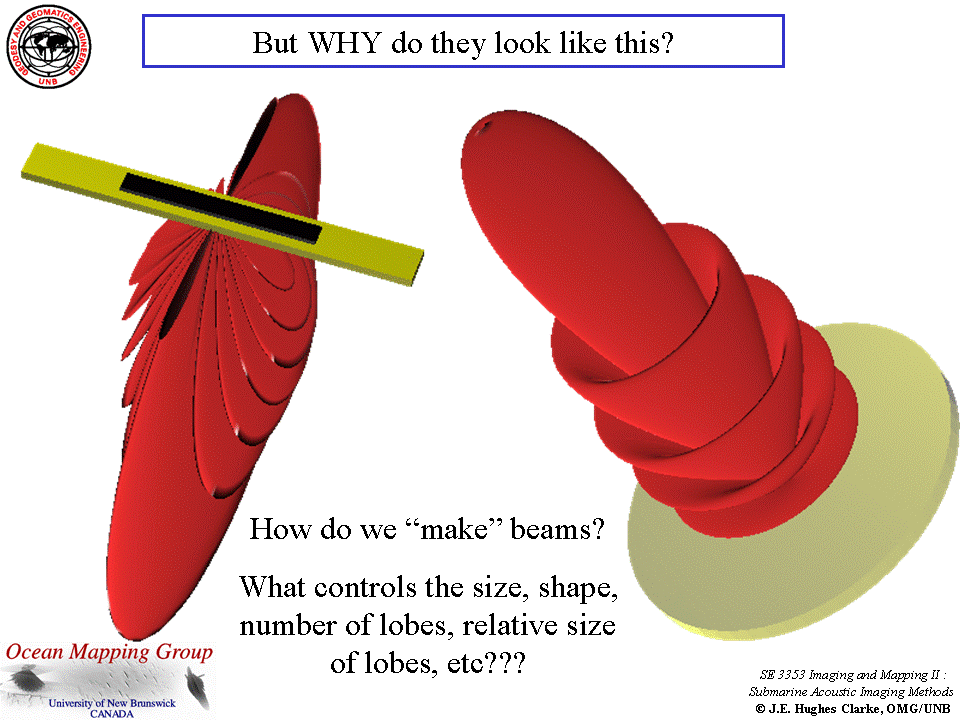 GEODESY AND GEOMATICS ENGINEERING
UNB
But WHY do they look like this?
How do we “make” beams?
What controls the size, shape,
number of lobes, relative size
of lobes, etc???
Ocean Mapping Group
University of New Brunswick
CANADA
SE 3353 Imaging and Mapping II :
Submarine Acoustic Imaging Methods
© J.E. Hughes Clarke, OMG/UNB